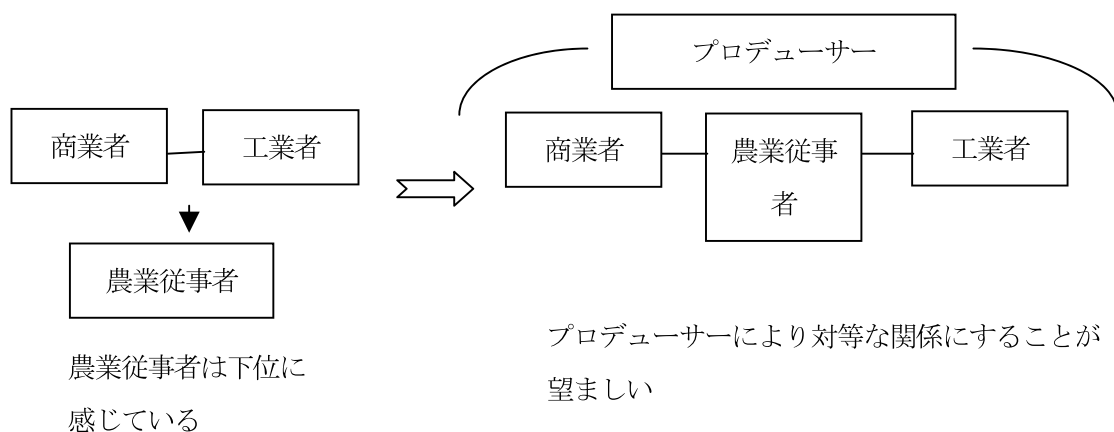 商業者
工業者
農業従事者
農業従事者は下位に
感じている
プロデューサー
商業者
農業従事
者
工業者
プロデューサーにより対等な関係にすることが
望ましい